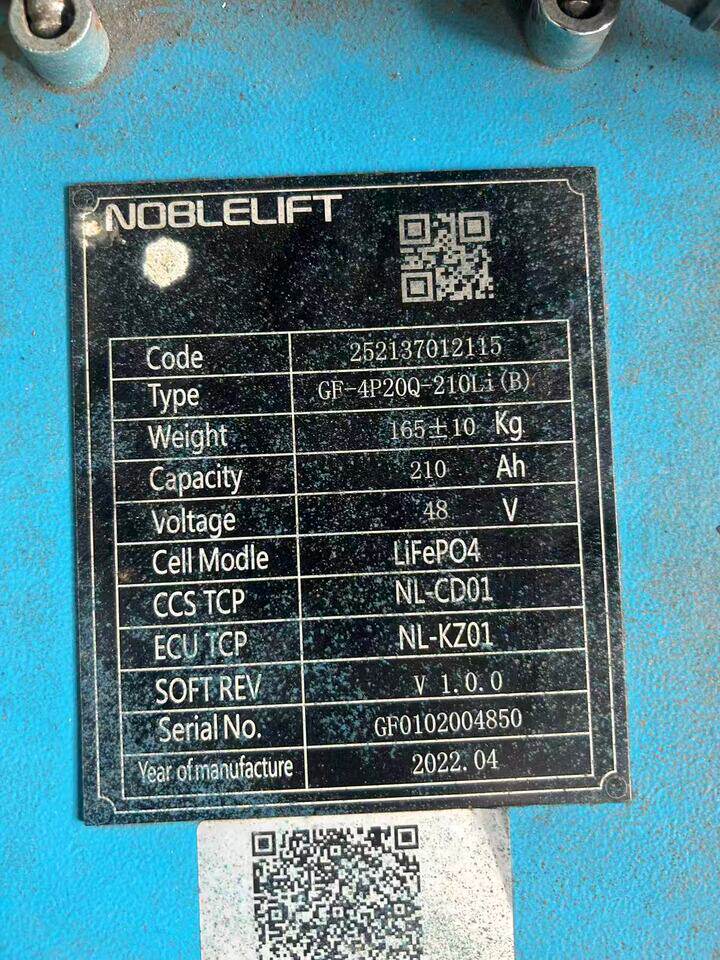 NOBLELIFT
Code 252137012115
Type GF-4P20Q-210Li(B)
Weight 165±10 Kg
Capacity 210 Ah
Voltage 48 V
Cell Modle LiFePO4
CCS TCP NL-CD01
ECU TCP NL-KZ01
SOFT REV V 1.0.0
Serial No. GF0102004850
Year of manufacture 2022.04